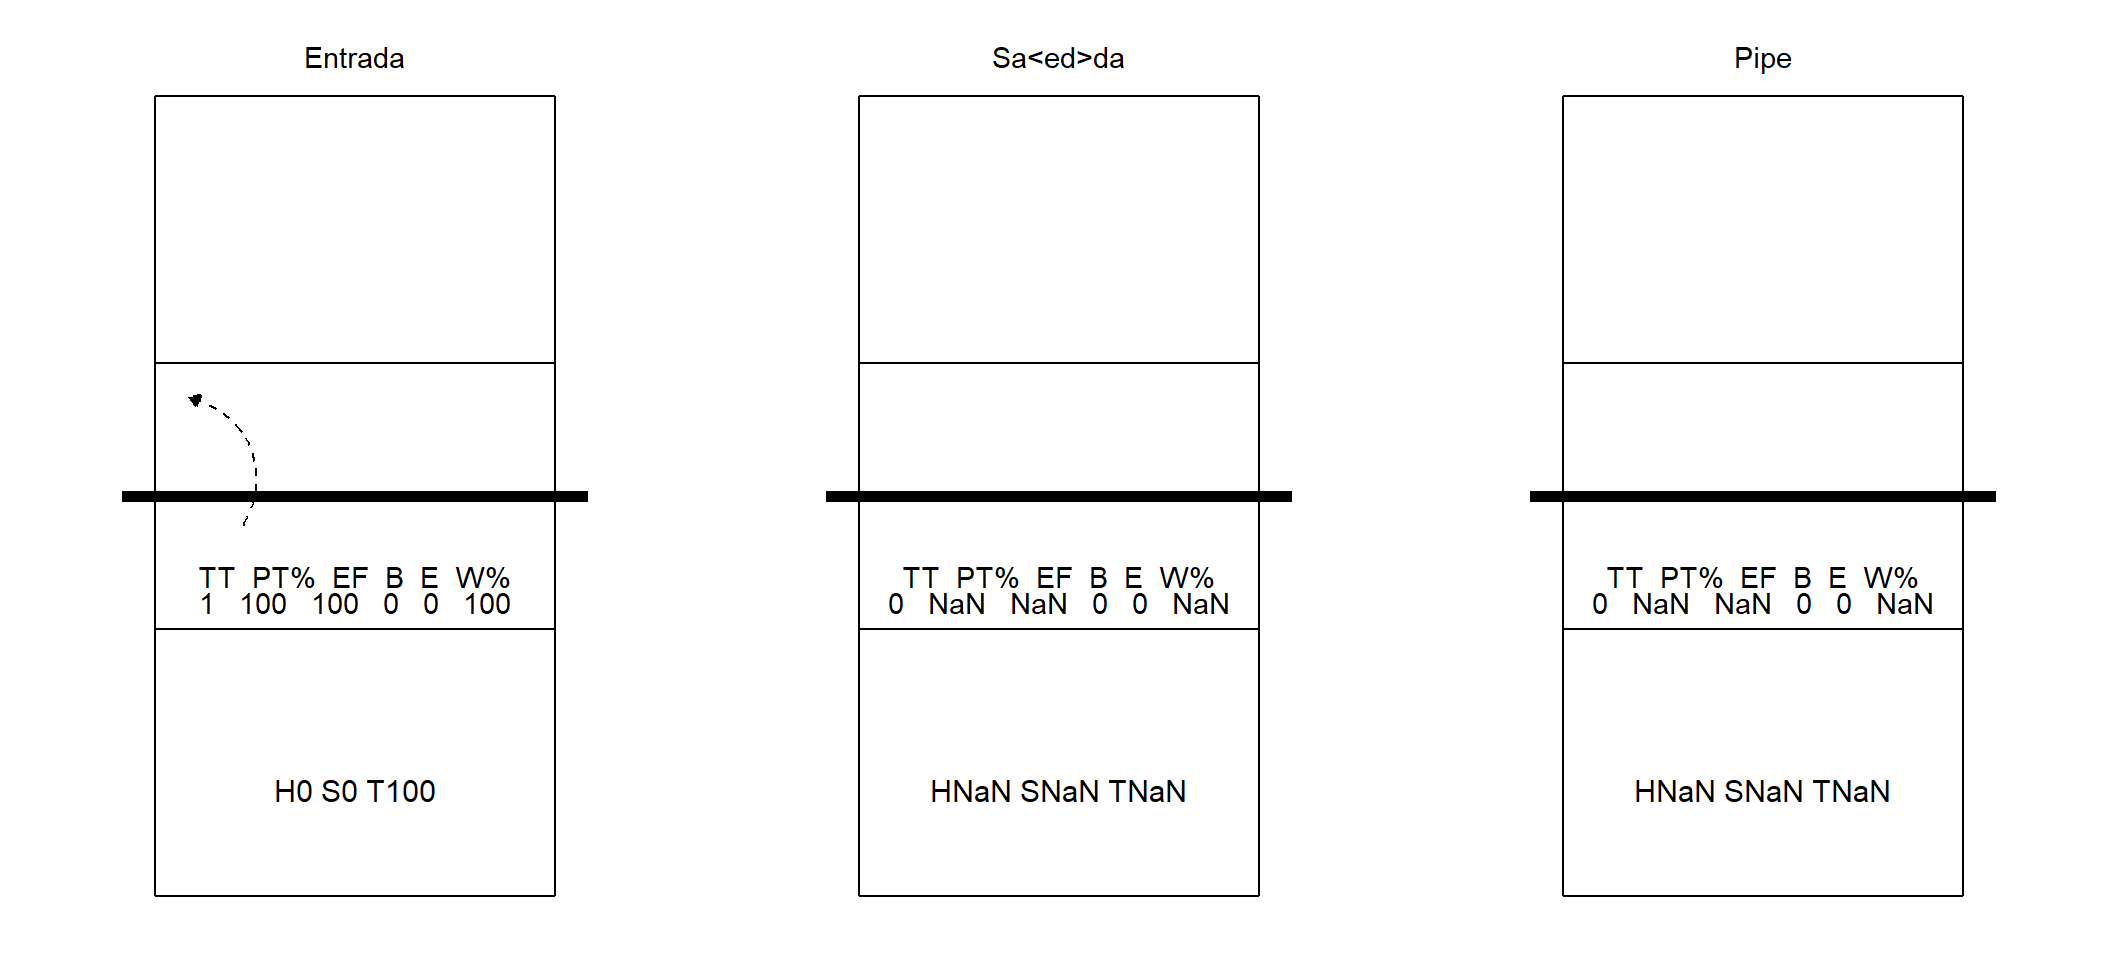 Entrada
TT PT% EF B E W%
1 100 100 0 0 100
H0 S0 T100
Sa<ed>da
TT PT% EF B E W%
0 NaN NaN 0 0 NaN
HNaN SNaN TNaN
Pipe
TT PT% EF B E W%
0 NaN NaN 0 0 NaN
HNaN SNaN TNaN